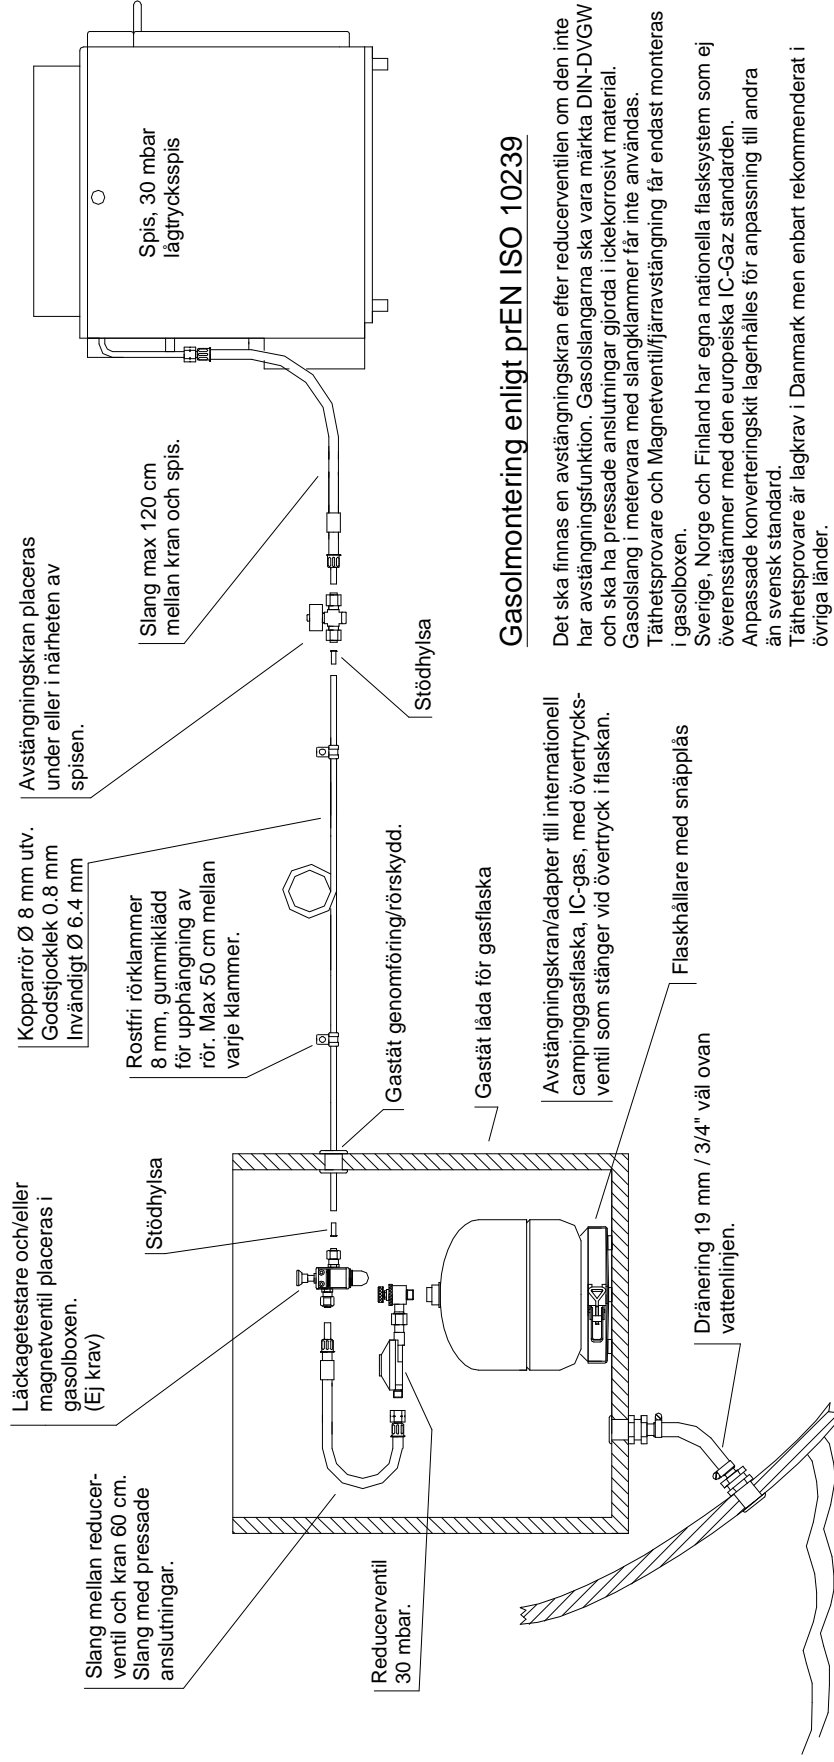 Slang mellan reducer-
ventil och kran 60 cm.
Slang med pressade
anslutningar.
Läckagetestare och/eller
magnetventil placeras i
gasolboxen.
(Ej krav)
Stödhylsa
Kopparrör Ø 8 mm utv.
Godstjocklek 0.8 mm
Invändigt Ø 6.4 mm
Rostfri rörklammer
8 mm, gummiklädd
för upphängning av
rör. Max 50 cm mellan
varje klammer.
Avstängningskran placeras
under eller i närheten av
spisen.
Slang max 120 cm
mellan kran och spis.
Spis, 30 mbar
lågtrycksspis
Stödhylsa
Reducerventil
30 mbar.
Gastät genomföring/rörskydd.
Gastät låda för gasflaska
Avstängningskran/adapter till internationell
campinggasflaska, IC-gas, med övertrycks-
ventil som stänger vid övertryck i flaskan.
Flaskhållare med snäpplås
Dränering 19 mm / 3/4" väl ovan
vattenlinjen.
Gasolmontering enligt prEN ISO 10239
Det ska finnas en avstängningskran efter reducerventilen om den inte
har avstängningsfunktion. Gasolslangarna ska vara märkta DIN-DVGW
och ska ha pressade anslutningar gjorda i ickekorrosivt material.
Gasolslang i metervara med slangklammer får inte användas.
Täthetsprovare och Magnetventil/fjärravstängning får endast monteras
i gasolboxen.
Sverige, Norge och Finland har egna nationella flasksystem som ej
överensstämmer med den europeiska IC-Gaz standarden.
Anpassade konverteringskit lagerhålles för anpassning till andra
än svensk standard.
Täthetsprovare är lagkrav i Danmark men enbart rekommenderat i
övriga länder.